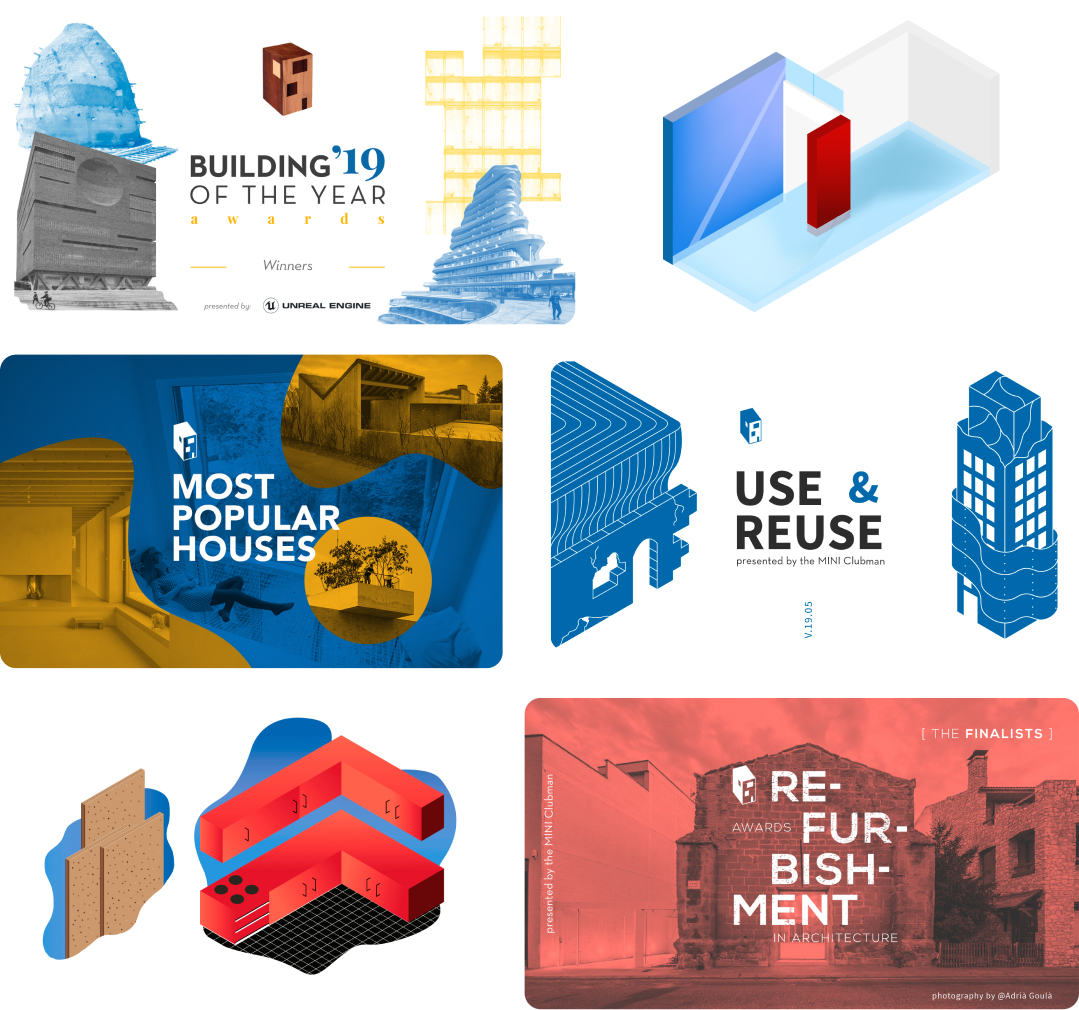 BUILDING’19
OF THE YEAR
awards
Winners
presented by: UNREAL ENGINE
MOST
POPULAR
HOUSES
USE &
REUSE
presented by the MINI Clubman
V.19.05
[ THE FINALISTS ]
presented by the MINI Clubman
RE-
AWARDS FUR-
BISH-
MENT
IN ARCHITECTURE
photography by @Adrià Goulà